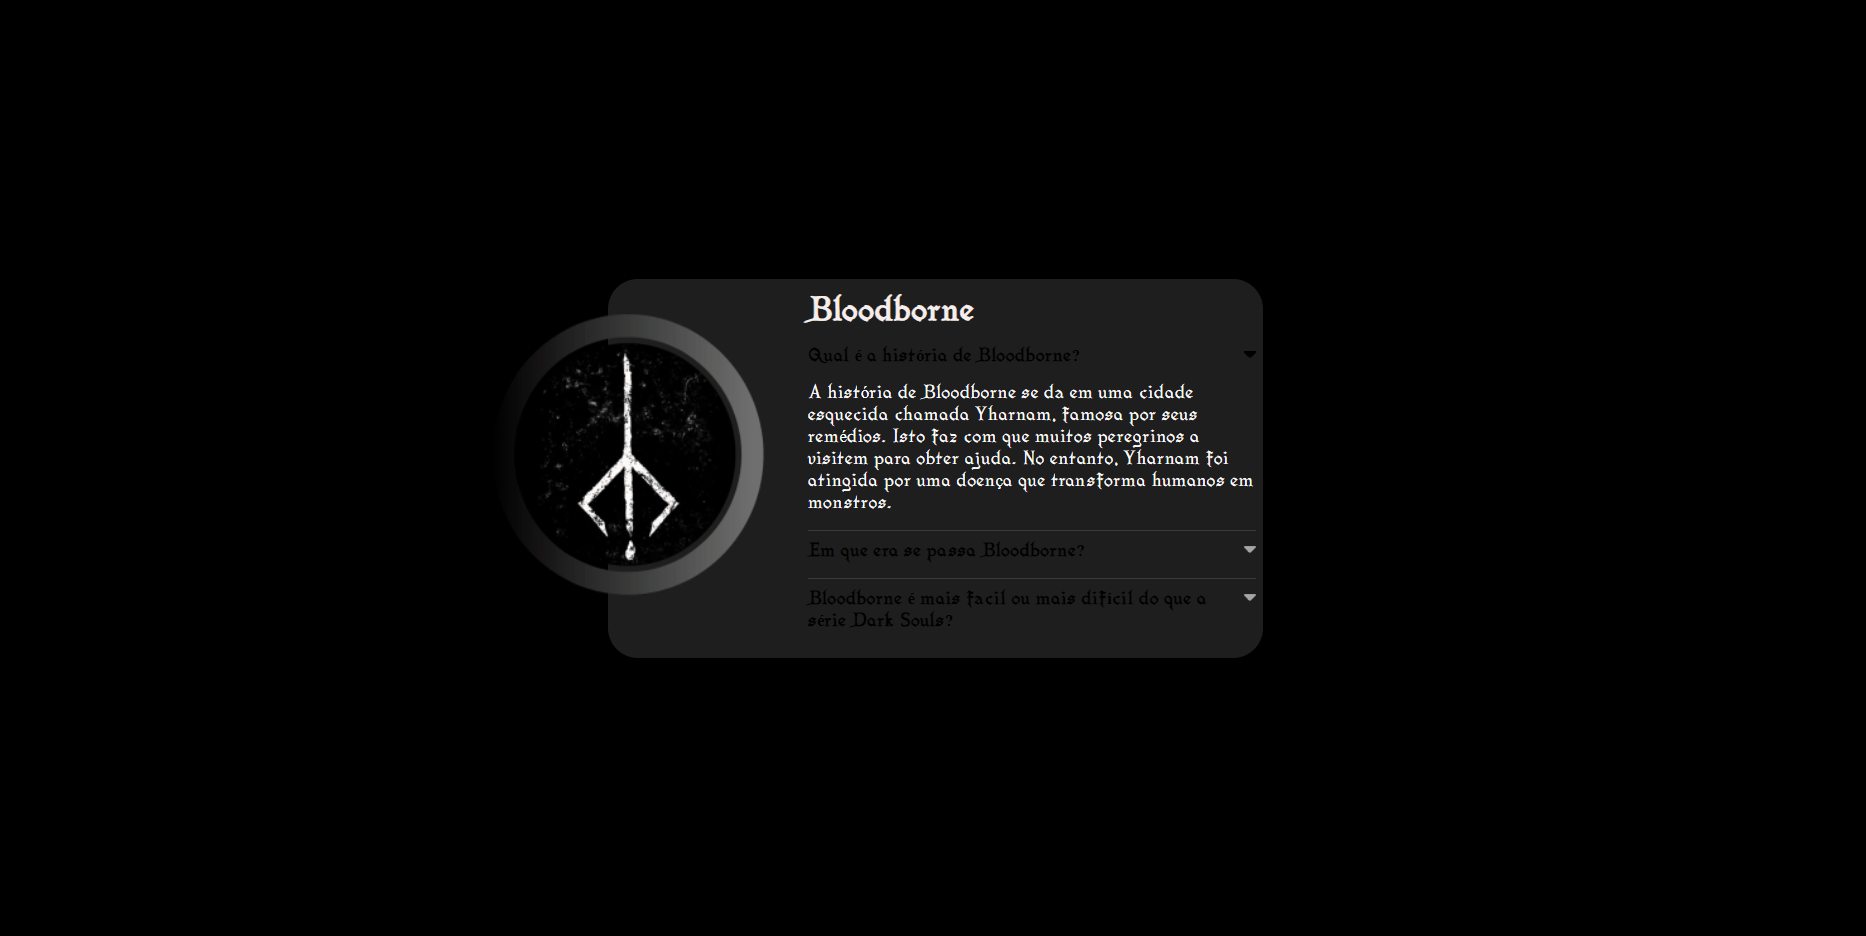 Bloodborne
Qual é a história de Bloodborne?
A história de Bloodborne se da em uma cidade
esquecida chamada Yharnam, famosa por seus
remédios. Isto faz com que muitos peregrinos a
visitem para obter ajuda. No entanto, Yharnam foi
atingida por uma doença que transforma humanos em
monstros.
Em que era se passa Bloodborne?
Bloodborne é mais facil ou mais dificil do que a
série Dark Souls?